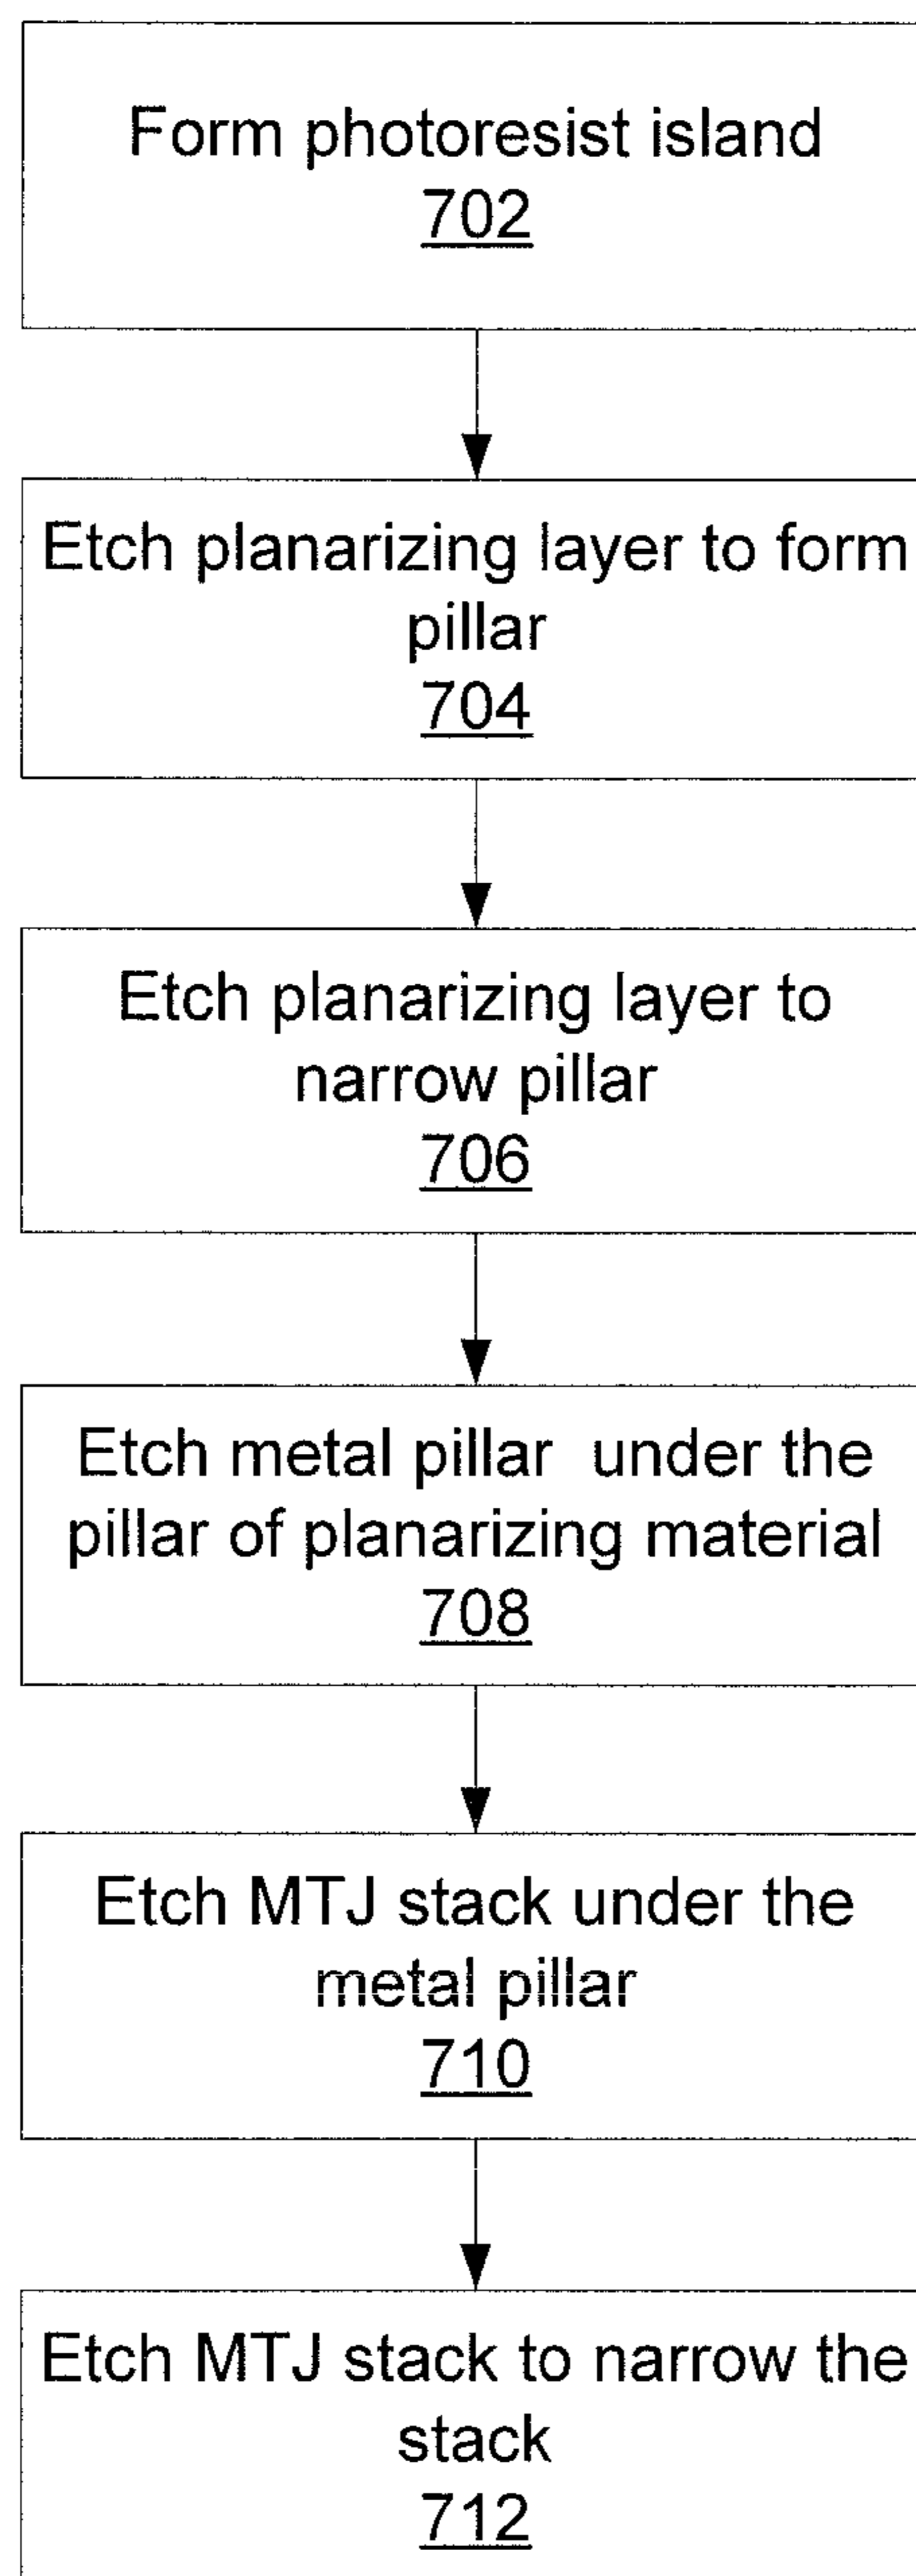 Form photoresist island
702
Etch planarizing layer to form
pillar
704
Etch planarizing layer to
narrow pillar
706
Etch metal pillar under the
pillar of planarizing material
708
Etch MTJ stack under the
metal pillar
710
Etch MTJ stack to narrow the
stack
712